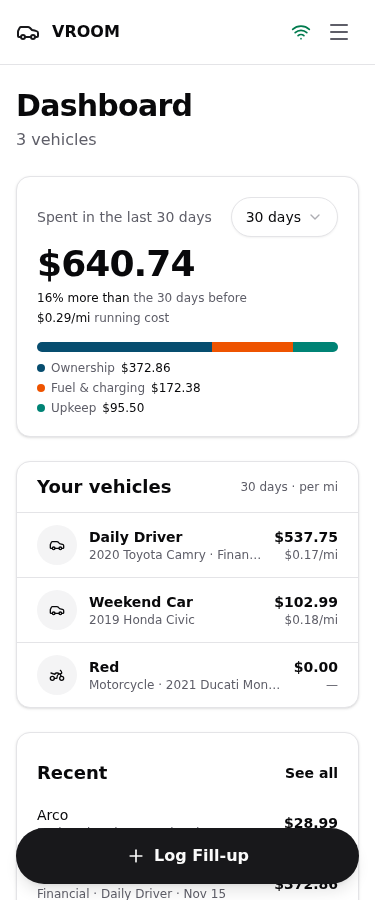 VROOM
Dashboard
3 vehicles
Spent in the last 30 days
30 days
$640.74
16% more than the 30 days before
$0.29/mi running cost
Ownership $372.86
Fuel & charging $172.38
Upkeep $95.50
Your vehicles
30 days · per mi
Daily Driver
$537.75
2020 Toyota Camry · Finan…
$0.17/mi
Weekend Car
$102.99
2019 Honda Civic
$0.18/mi
Red
$0.00
Motorcycle · 2021 Ducati Mon…
—
Recent
See all
Arco
$28.99
Log Fill-up
$372.86
Financial · Daily Driver · Nov 15